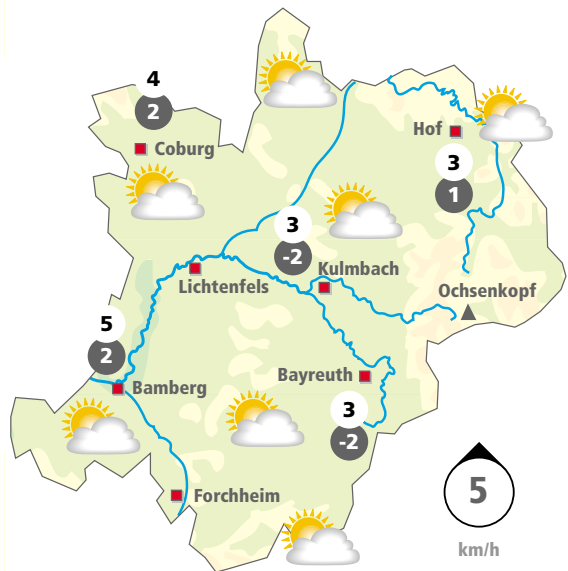 4
2
Coburg
Hof
3
1
3
-2
Lichtenfels
Kulmbach
Ochsenkopf
5
2
Bamberg
Bayreuth
3
-2
Forchheim
5
km/h